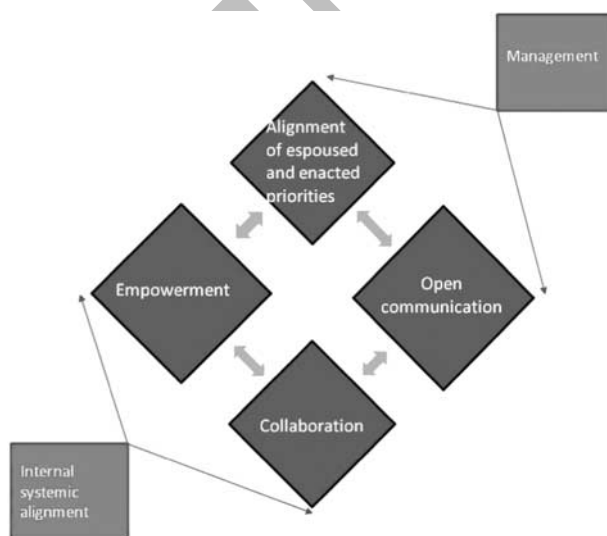 Management
Alignment
of espoused
and enacted
priorities
Empowerment
Open
communication
Collaboration
Internal
systemic
alignment